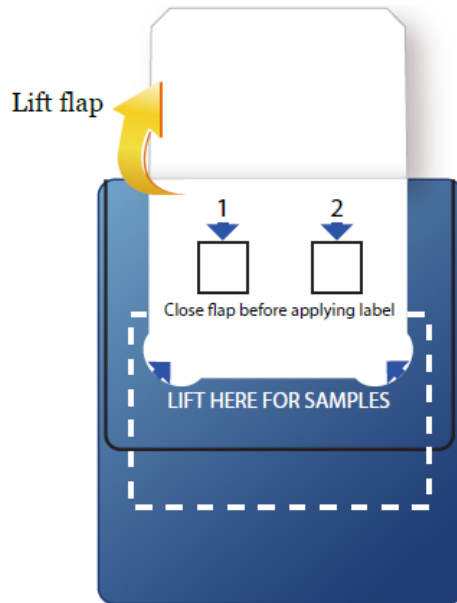 Lift flap
1 2
Close flap before applying label
LIFT HERE FOR SAMPLES